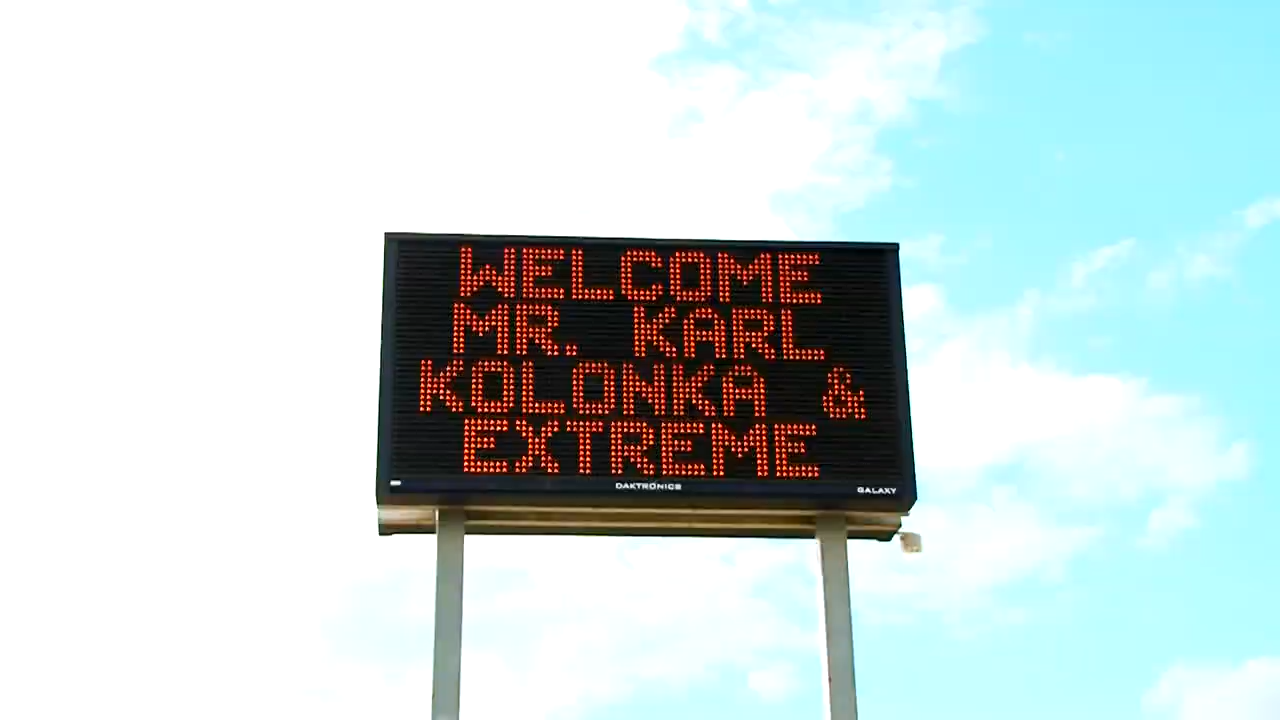 WELCOME
MR. KARL
KOLONKA &
EXTREME
DAKTRONICS
GALAXY